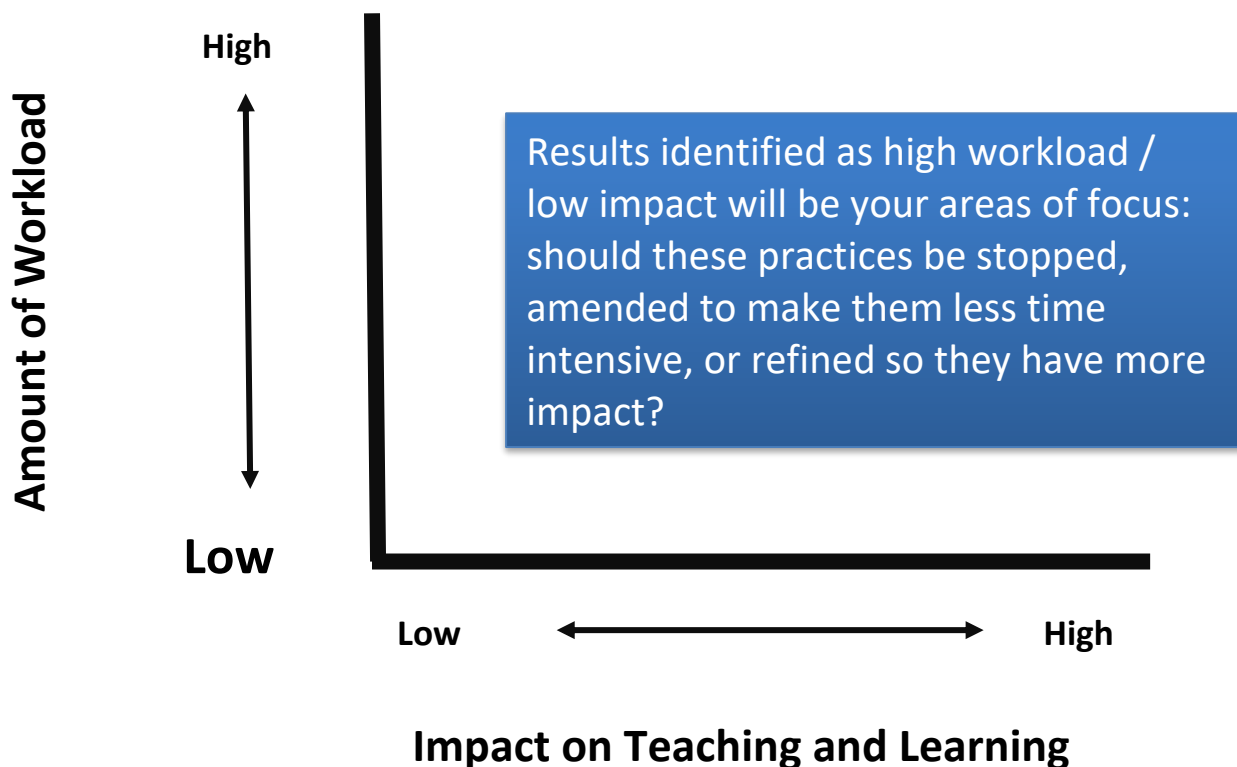 High
Amount of Workload
Results identified as high workload /
low impact will be your areas of focus:
should these practices be stopped,
amended to make them less time
intensive, or refined so they have more
impact?
Low
Low
High
Impact on Teaching and Learning